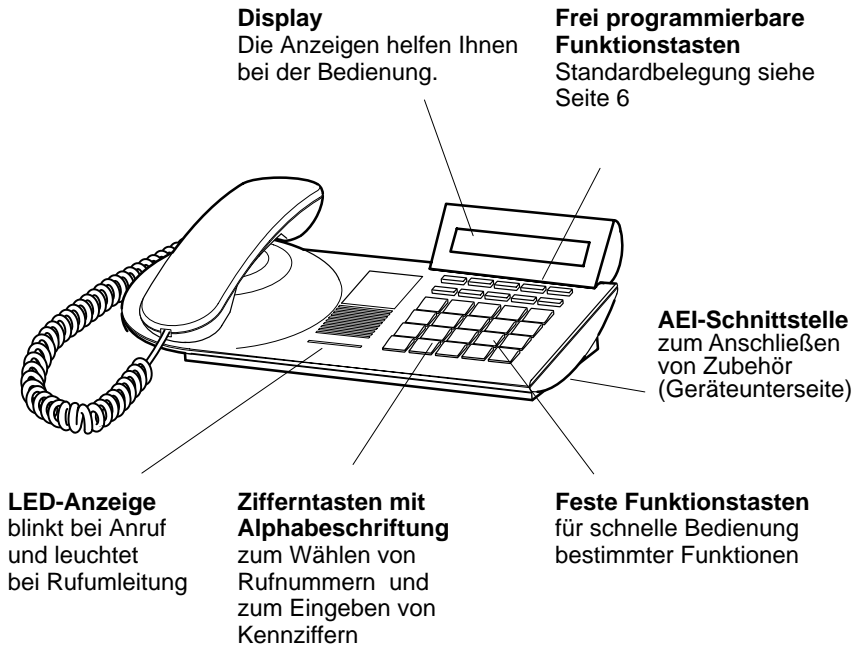 Display
Die Anzeigen helfen Ihnen
bei der Bedienung.
Frei programmierbare
Funktionstasten
Standardbelegung siehe
Seite 6
AEI-Schnittstelle
zum Anschließen
von Zubehör
(Geräteunterseite)
LED-Anzeige
blinkt bei Anruf
und leuchtet
bei Rufumleitung
Zifferntasten mit
Alphabeschriftung
zum Wählen von
Rufnummern und
zum Eingeben von
Kennziffern
Feste Funktionstasten
für schnelle Bedienung
bestimmter Funktionen